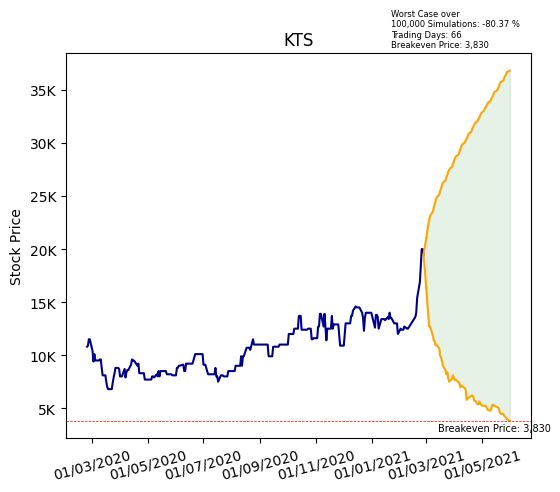 Worst Case over
100,000 Simulations: -80.37 %
Trading Days: 66
Breakeven Price: 3,830
KTS
Stock Price
35K
30K
25K
20K
15K
10K
5K
Breakeven Price: 3,830
01/03/2020
01/05/2020
01/07/2020
01/09/2020
01/11/2020
01/01/2021
01/03/2021
01/05/2021